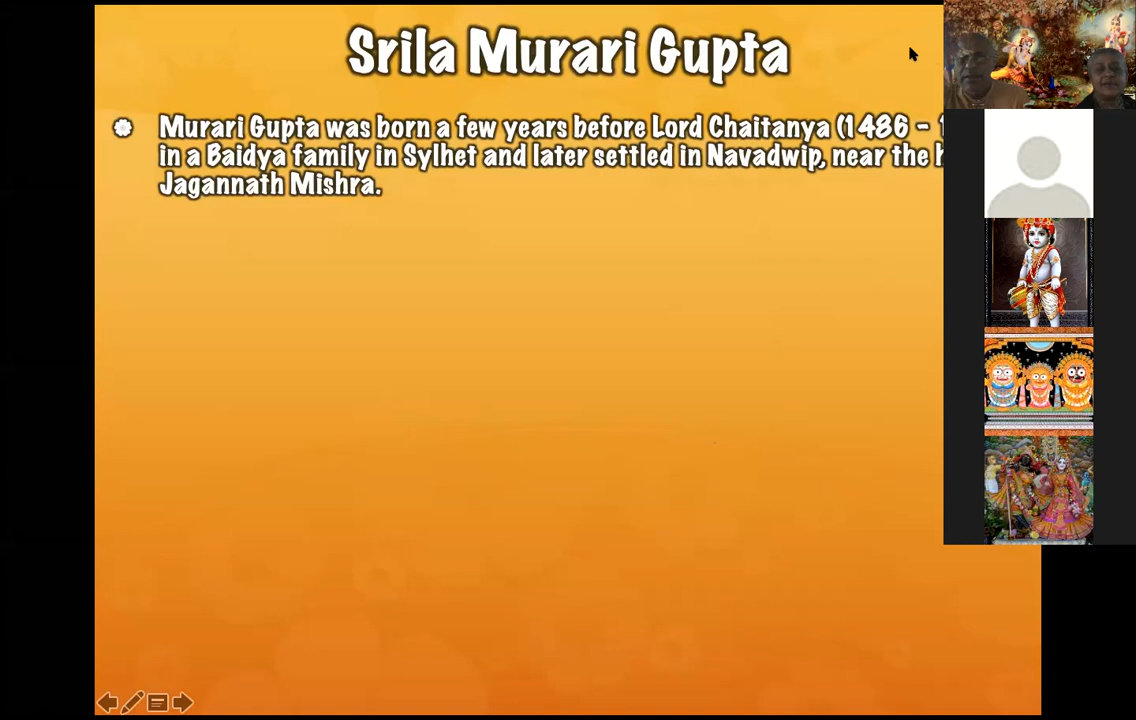 Srila Murari Gupta
Murari Gupta was born a few years before Lord Chaitanya (1486 -
in a Baidya family in Sylhet and later settled in Navadwip, near the
Jagannath Mishra.